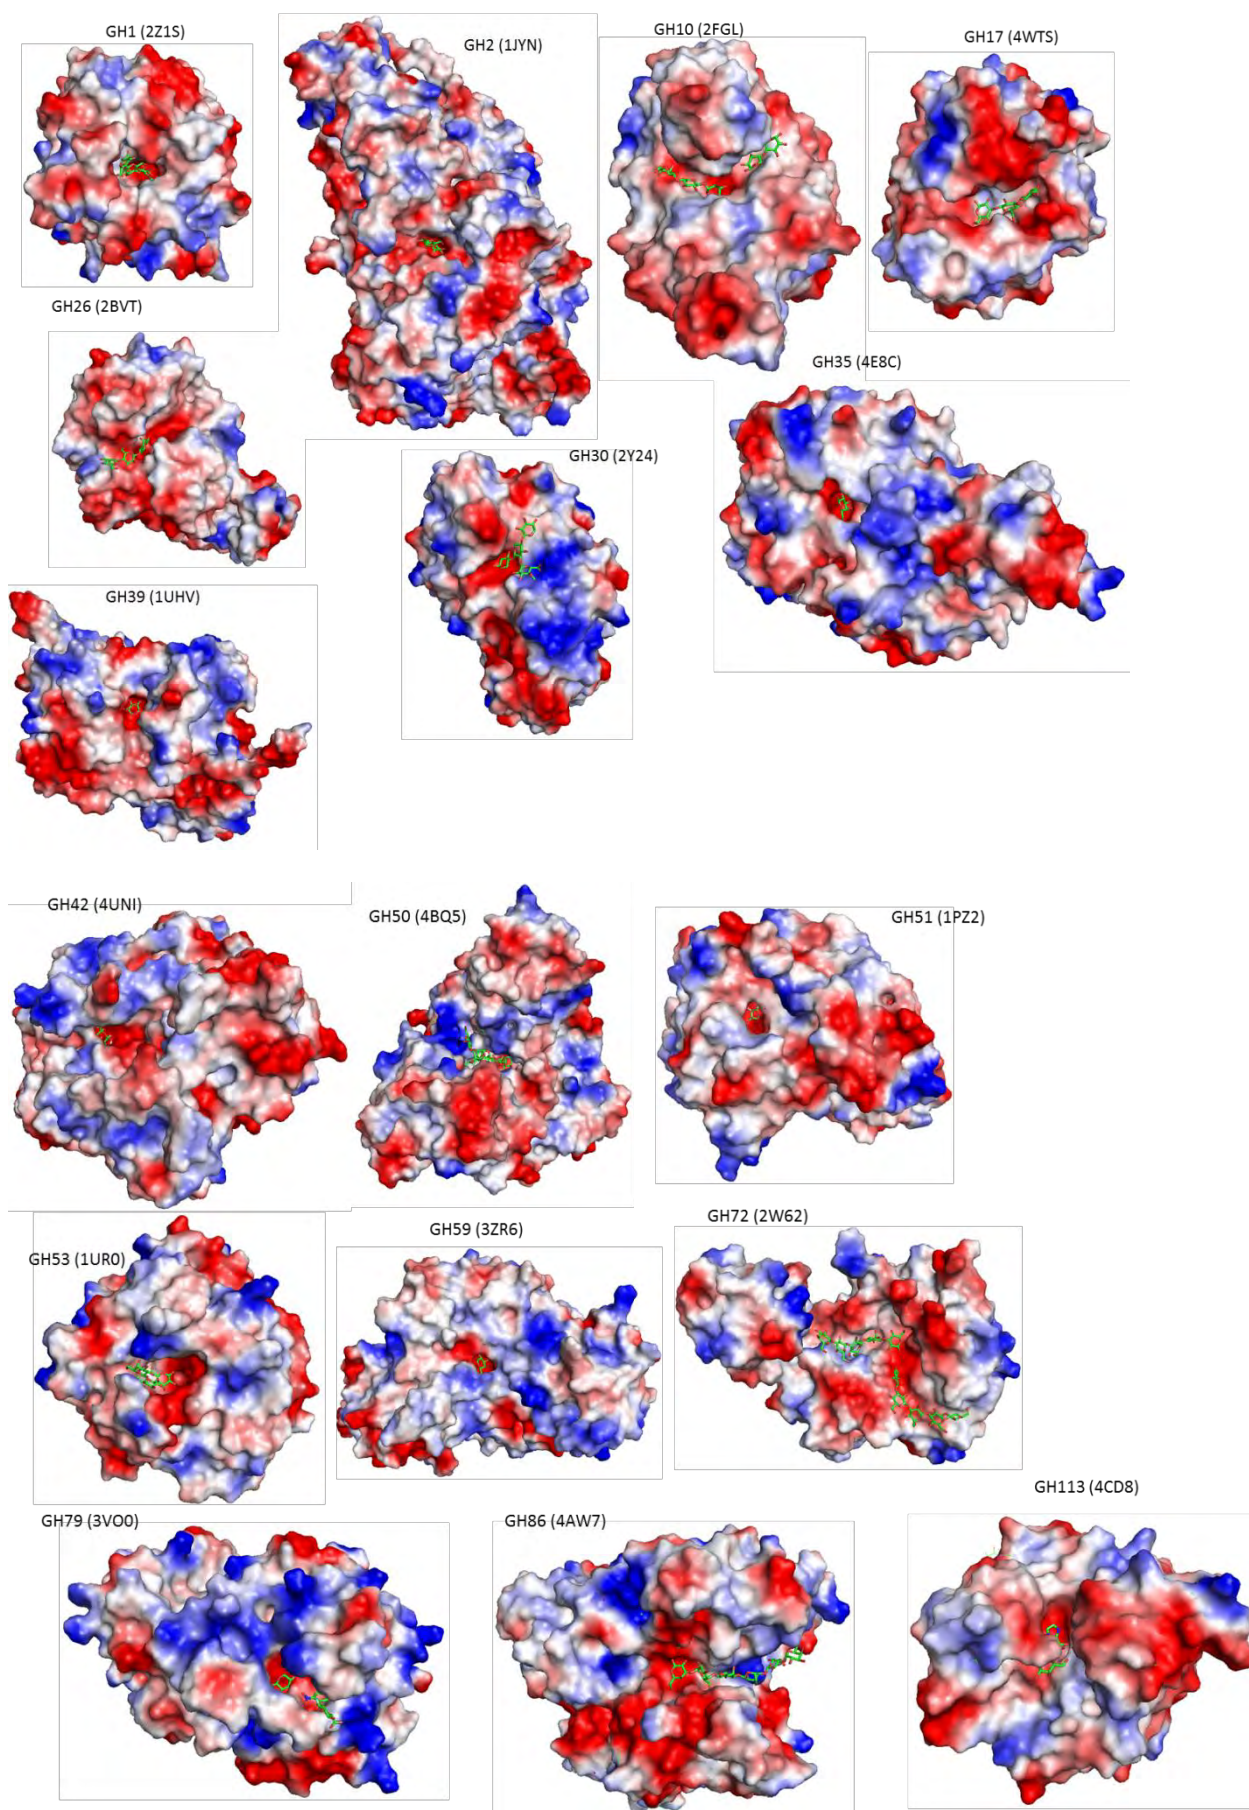 GH1 (2Z1S)
GH2 (1JYN)
GH10 (2FGL)
GH17 (4WTS)
GH26 (2BVT)
GH35 (4E8C)
GH30 (2Y24)
GH39 (1UHV)
GH42 (4UNI)
GH50 (4BQ5)
GH51 (1PZ2)
GH53 (1UR0)
GH59 (3ZR6)
GH72 (2W62)
GH79 (3VO0)
GH86 (4AW7)
GH113 (4CD8)